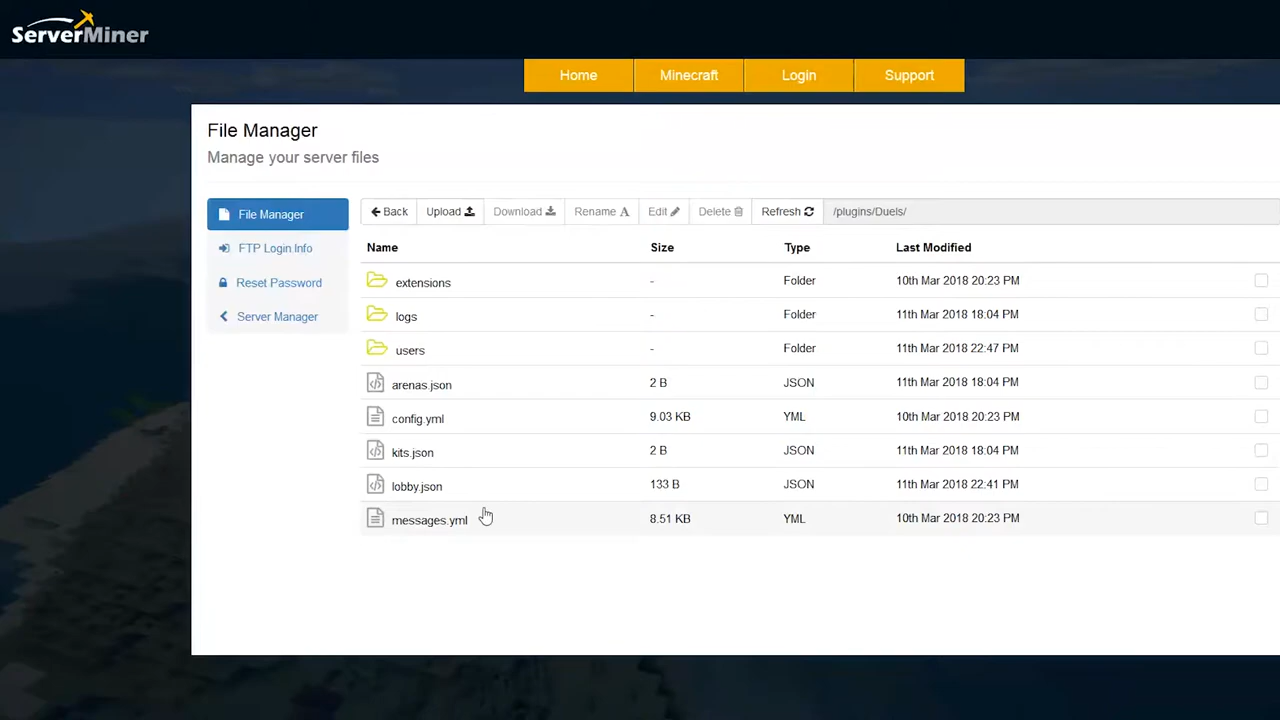 ServerMiner
Home Minecraft Login Support
File Manager
Manage your server files
File Manager
FTP Login Info
Reset Password
Server Manager
Back Upload Download Rename Edit Delete Refresh /plugins/Duels/
Name Size Type Last Modified
extensions - Folder 10th Mar 2018 20:23 PM
logs - Folder 11th Mar 2018 18:04 PM
users - Folder 11th Mar 2018 22:47 PM
arenas.json 2 B JSON 11th Mar 2018 18:04 PM
config.yml 9.03 KB YML 10th Mar 2018 20:23 PM
kits.json 2 B JSON 11th Mar 2018 18:04 PM
lobby.json 133 B JSON 11th Mar 2018 22:41 PM
messages.yml 8.51 KB YML 10th Mar 2018 20:23 PM